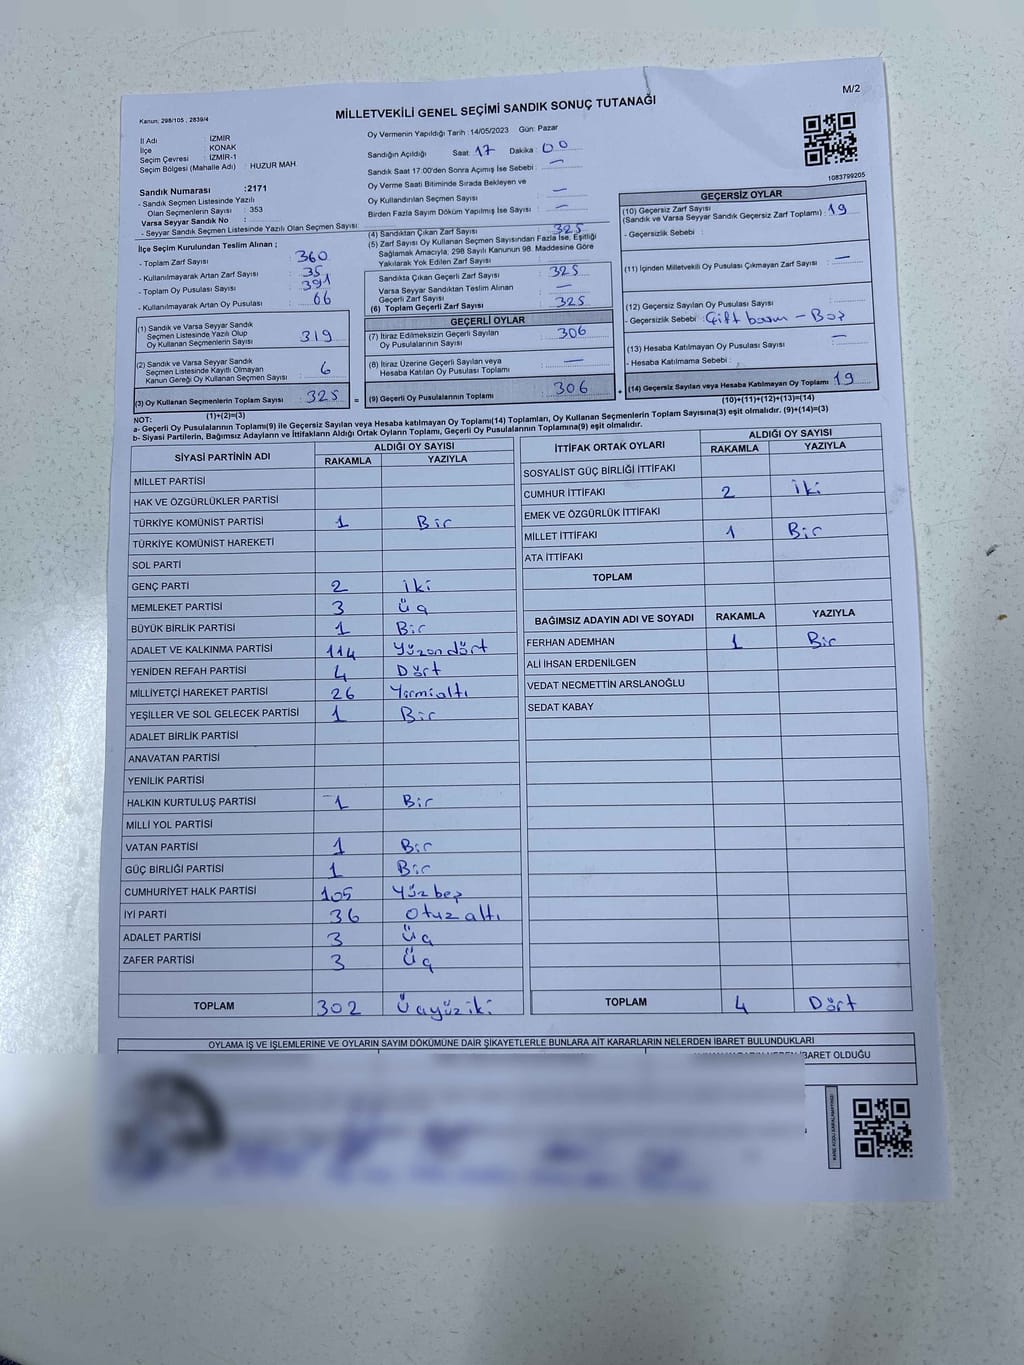 M/2
Kanun: 298/105 , 2839/4
MİLLETVEKİLİ GENEL SEÇİMİ SANDIK SONUÇ TUTANAĞI
İl Adı : İZMİR
İlçe : KONAK
Seçim Çevresi : İZMİR-1
Seçim Bölgesi (Mahalle Adı) : HUZUR MAH
Sandık Numarası :2171
- Sandık Seçmen Listesinde Yazılı
Olan Seçmenlerin Sayısı : 353
Varsa Seyyar Sandık No :
- Seyyar Sandık Seçmen Listesinde Yazılı Olan Seçmen Sayısı:
İlçe Seçim Kurulundan Teslim Alınan ;
- Toplam Zarf Sayısı : 360
- Kullanılmayarak Artan Zarf Sayısı : 35
- Toplam Oy Pusulası Sayısı : 391
- Kullanılmayarak Artan Oy Pusulası : 66
(1) Sandık ve Varsa Seyyar Sandık
Seçmen Listesinde Yazılı Olup
Oy Kullanan Seçmenlerin Sayısı : 319
(2) Sandık ve Varsa Seyyar Sandık
Seçmen Listesinde Kayıtlı Olmayan
Kanun Gereği Oy Kullanan Seçmen Sayısı : 6
(3) Oy Kullanan Seçmenlerin Toplam Sayısı : 325
(1)+(2)=(3)
Oy Vermenin Yapıldığı Tarih :14/05/2023 Gün: Pazar
Sandığın Açıldığı Saat: 17 Dakika: 00
Sandık Saat 17:00'den Sonra Açımış İse Sebebi : —
Oy Verme Saati Bitiminde Sırada Bekleyen ve
Oy Kullandırılan Seçmen Sayısı : —
Birden Fazla Sayım Döküm Yapılmış İse Sayısı : —
(4) Sandıktan Çıkan Zarf Sayısı : 325
(5) Zarf Sayısı Oy Kullanan Seçmen Sayısından Fazla İse, Eşitliği
Sağlamak Amacıyla, 298 Sayılı Kanunun 98. Maddesine Göre
Yakılarak Yok Edilen Zarf Sayısı :
Sandıkta Çıkan Geçerli Zarf Sayısı : 325
Varsa Seyyar Sandıktan Teslim Alınan
Geçerli Zarf Sayısı : —
(6) Toplam Geçerli Zarf Sayısı : 325
GEÇERLİ OYLAR
(7) İtiraz Edilmeksizin Geçerli Sayılan
Oy Pusulalarının Sayısı : 306
(8) İtiraz Üzerine Geçerli Sayılan veya
Hesaba Katılan Oy Pusulası Toplamı : —
= (9) Geçerli Oy Pusulalarının Toplamı : 306
1083799205
GEÇERSİZ OYLAR
(10) Geçersiz Zarf Sayısı
(Sandık ve Varsa Seyyar Sandık Geçersiz Zarf Toplamı) : 19
- Geçersizlik Sebebi :
(11) İçinden Milletvekili Oy Pusulası Çıkmayan Zarf Sayısı : —
(12) Geçersiz Sayılan Oy Pusulası Sayısı :
- Geçersizlik Sebebi : Çift basım - Boş
(13) Hesaba Katılmayan Oy Pusulası Sayısı : —
- Hesaba Katılmama Sebebi :
+ (14) Geçersiz Sayılan veya Hesaba Katılmayan Oy Toplamı : 19
(10)+(11)+(12)+(13)=(14)
NOT:
a- Geçerli Oy Pusulalarının Toplamı(9) ile Geçersiz Sayılan veya Hesaba katılmayan Oy Toplamı(14) Toplamları, Oy Kullanan Seçmenlerin Toplam Sayısına(3) eşit olmalıdır. (9)+(14)=(3)
b- Siyasi Partilerin, Bağımsız Adayların ve İttifakların Aldığı Ortak Oyların Toplamı, Geçerli Oy Pusulalarının Toplamına(9) eşit olmalıdır.
SİYASİ PARTİNİN ADI ALDIĞI OY SAYISI
RAKAMLA YAZIYLA
MİLLET PARTİSİ
HAK VE ÖZGÜRLÜKLER PARTİSİ
TÜRKİYE KOMÜNİST PARTİSİ 1 Bir
TÜRKİYE KOMÜNİST HAREKETİ
SOL PARTİ
GENÇ PARTİ 2 iki
MEMLEKET PARTİSİ 3 üç
BÜYÜK BİRLİK PARTİSİ 1 Bir
ADALET VE KALKINMA PARTİSİ 114 Yüzondört
YENİDEN REFAH PARTİSİ 4 Dört
MİLLİYETÇİ HAREKET PARTİSİ 26 Yirmialtı
YEŞİLLER VE SOL GELECEK PARTİSİ 1 Bir
ADALET BİRLİK PARTİSİ
ANAVATAN PARTİSİ
YENİLİK PARTİSİ
HALKIN KURTULUŞ PARTİSİ 1 Bir
MİLLİ YOL PARTİSİ
VATAN PARTİSİ 1 Bir
GÜÇ BİRLİĞİ PARTİSİ 1 Bir
CUMHURİYET HALK PARTİSİ 105 Yüzbeş
İYİ PARTİ 36 otuzaltı
ADALET PARTİSİ 3 üç
ZAFER PARTİSİ 3 üç
TOPLAM 302 üçyüziki
İTTİFAK ORTAK OYLARI ALDIĞI OY SAYISI
RAKAMLA YAZIYLA
SOSYALİST GÜÇ BİRLİĞİ İTTİFAKI
CUMHUR İTTİFAKI 2 iki
EMEK VE ÖZGÜRLÜK İTTİFAKI
MİLLET İTTİFAKI 1 Bir
ATA İTTİFAKI
TOPLAM
BAĞIMSIZ ADAYIN ADI VE SOYADI RAKAMLA YAZIYLA
FERHAN ADEMHAN 1 Bir
ALİ İHSAN ERDENİLGEN
VEDAT NECMETTİN ARSLANOĞLU
SEDAT KABAY
TOPLAM 4 Dört
OYLAMA İŞ VE İŞLEMLERİNE VE OYLARIN SAYIM DÖKÜMÜNE DAİR ŞİKAYETLERLE BUNLARA AİT KARARLARIN NELERDEN İBARET BULUNDUKLARI
İBARET OLDUĞU